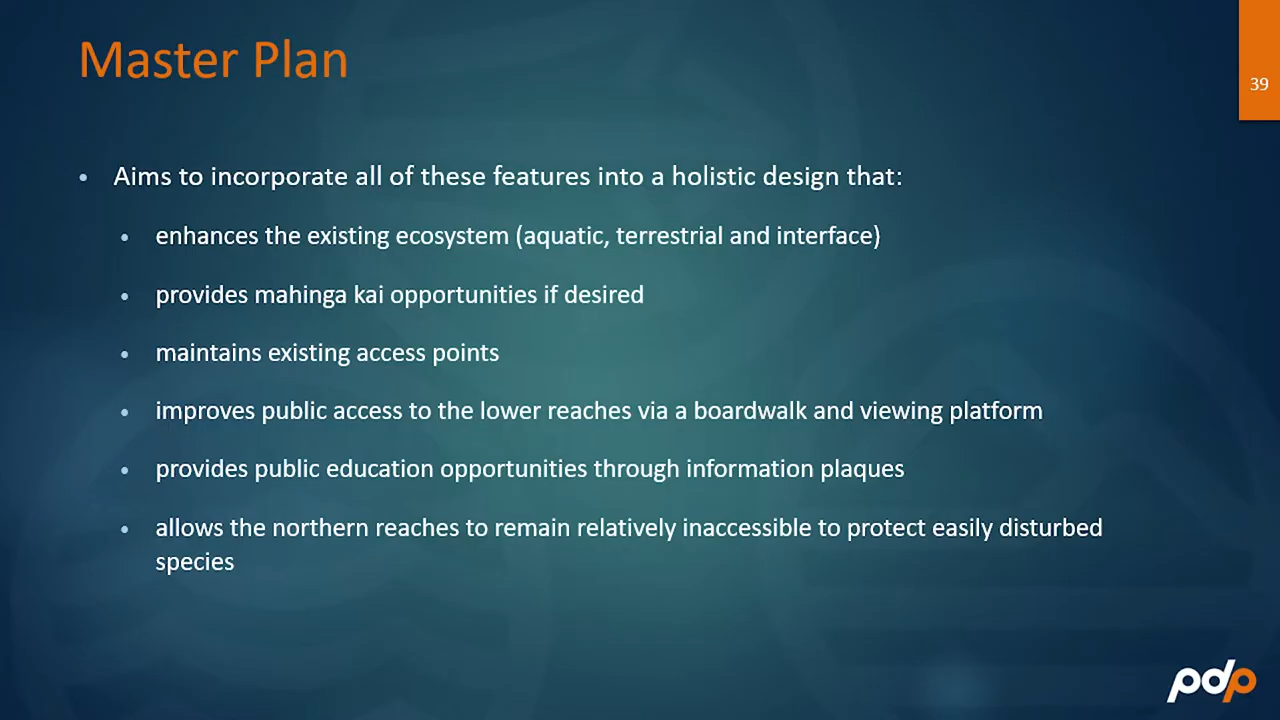 Master Plan
39
• Aims to incorporate all of these features into a holistic design that:
• enhances the existing ecosystem (aquatic, terrestrial and interface)
• provides mahinga kai opportunities if desired
• maintains existing access points
• improves public access to the lower reaches via a boardwalk and viewing platform
• provides public education opportunities through information plaques
• allows the northern reaches to remain relatively inaccessible to protect easily disturbed
species
pdp